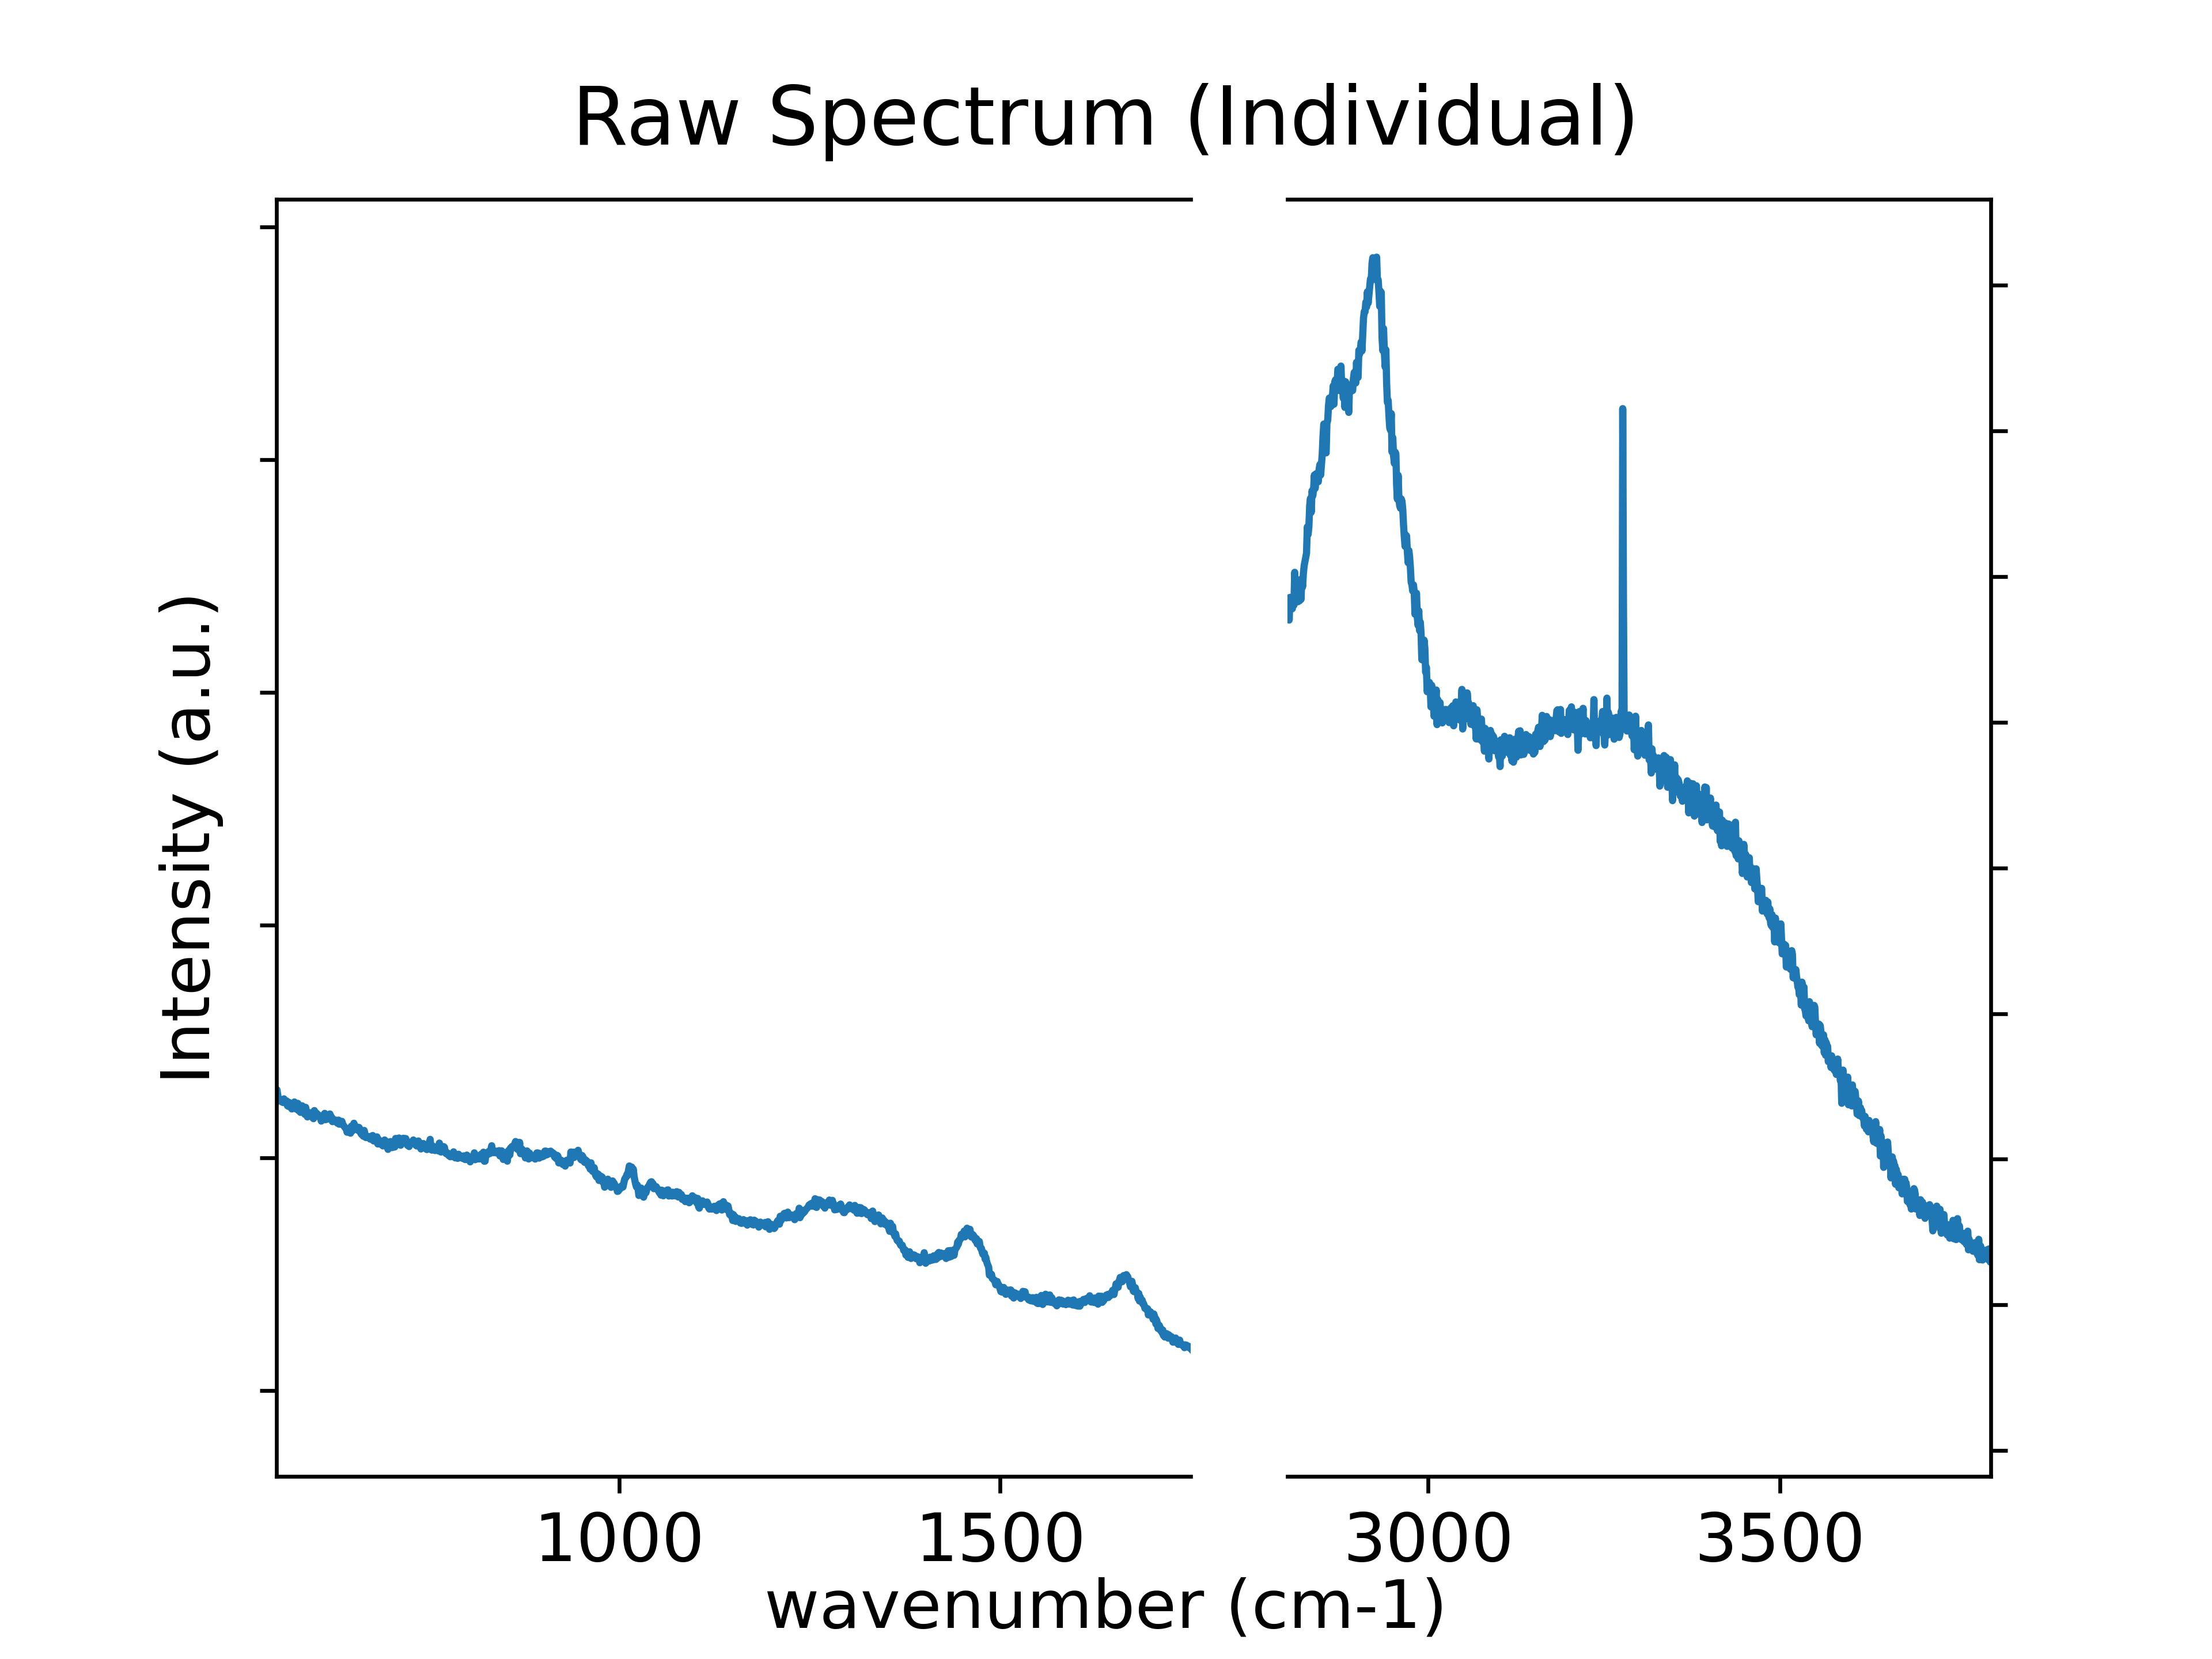 Raw Spectrum (Individual)
Intensity (a.u.)
1000 1500 3000 3500
wavenumber (cm-1)